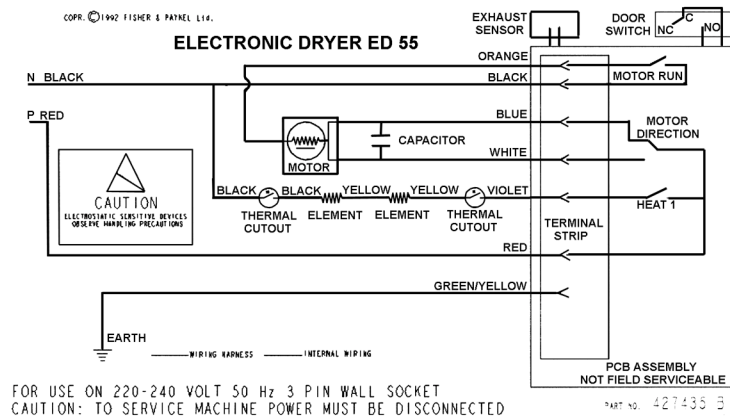 COPR. ©1992 FISHER & PAYKEL Ltd.
ELECTRONIC DRYER ED 55
EXHAUST
SENSOR
DOOR
SWITCH
C
NC
NO
ORANGE
N BLACK
BLACK
MOTOR RUN
P RED
BLUE
MOTOR
DIRECTION
CAPACITOR
MOTOR
WHITE
CAUTION
ELECTROSTATIC SENSITIVE DEVICES
OBSERVE HANDLING PRECAUTIONS
BLACK
BLACK
YELLOW
YELLOW
VIOLET
THERMAL
CUTOUT
ELEMENT
ELEMENT
THERMAL
CUTOUT
HEAT 1
TERMINAL
STRIP
RED
GREEN/YELLOW
EARTH
WIRING HARNESS
INTERNAL WIRING
PCB ASSEMBLY
NOT FIELD SERVICEABLE
FOR USE ON 220-240 VOLT 50 Hz 3 PIN WALL SOCKET
CAUTION: TO SERVICE MACHINE POWER MUST BE DISCONNECTED
PART NO. 427435 B